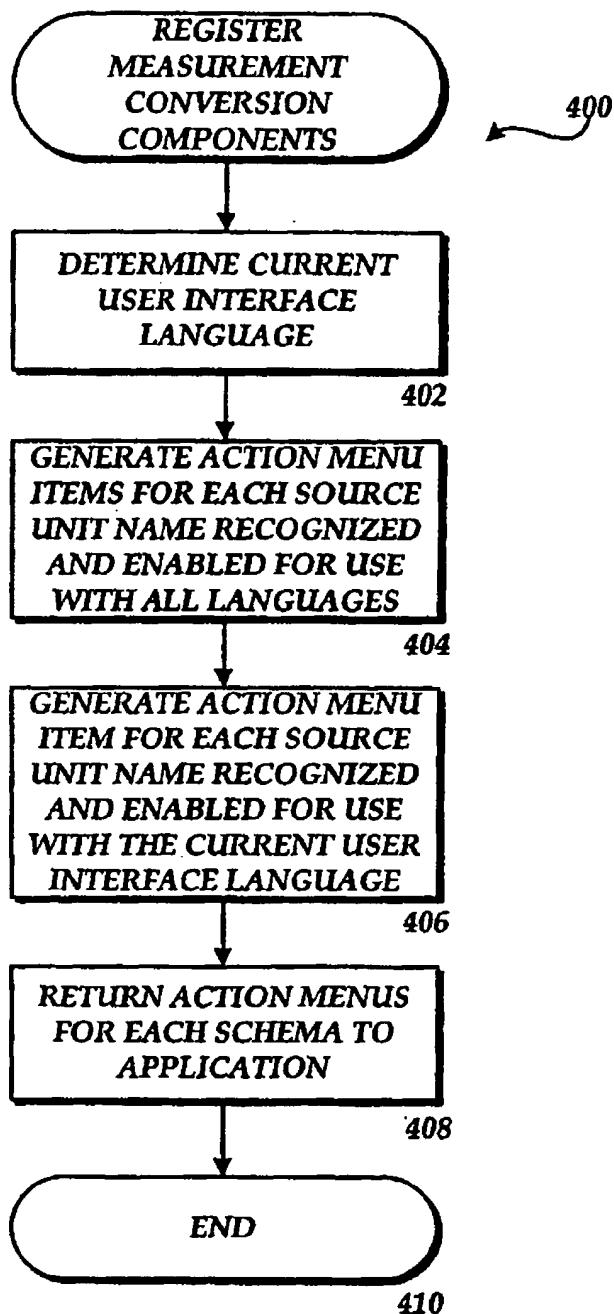 REGISTER
MEASUREMENT
CONVERSION
COMPONENTS
400
DETERMINE CURRENT
USER INTERFACE
LANGUAGE
402
GENERATE ACTION MENU
ITEMS FOR EACH SOURCE
UNIT NAME RECOGNIZED
AND ENABLED FOR USE
WITH ALL LANGUAGES
404
GENERATE ACTION MENU
ITEM FOR EACH SOURCE
UNIT NAME RECOGNIZED
AND ENABLED FOR USE
WITH THE CURRENT USER
INTERFACE LANGUAGE
406
RETURN ACTION MENUS
FOR EACH SCHEMA TO
APPLICATION
408
END
410